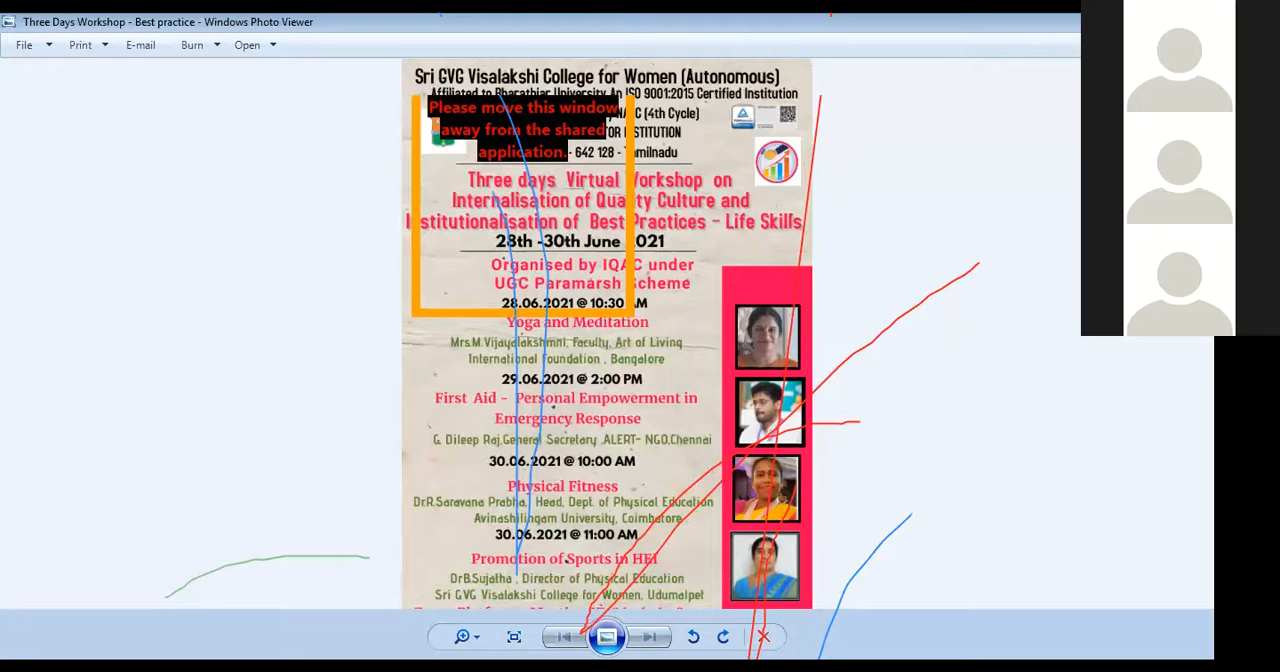 Three Days Workshop - Best practice - Windows Photo Viewer
File Print E-mail Burn Open
Sri GVG Visalakshi College for Women (Autonomous)
Affiliated to Bharathiar University An ISO 9001:2015 Certified Institution
Please move this window
away from the shared
application.
NAAC (4th Cycle)
FOR INSTITUTION
- 642 128 - Tamilnadu
Three days Virtual Workshop on
Internalisation of Quality Culture and
Institutionalisation of Best Practices - Life Skills
28th -30th June 2021
Organised by IQAC under
UGC Paramarsh Scheme
28.06.2021 @ 10:30 AM
Yoga and Meditation
Mrs.M.Vijayalakshmni, Faculty, Art of Living
International Foundation , Bangalore
29.06.2021 @ 2:00 PM
First Aid - Personal Empowerment in
Emergency Response
G. Dileep Raj,General Secretary ,ALERT- NGO,Chennai
30.06.2021 @ 10:00 AM
Physical Fitness
Dr.R.Saravana Prabha, Head, Dept. of Physical Education
Avinashilingam University, Coimbatore
30.06.2021 @ 11:00 AM
Promotion of Sports in HEI
Dr.B.Sujatha , Director of Physical Education
Sri GVG Visalakshi College for Women, Udumalpet